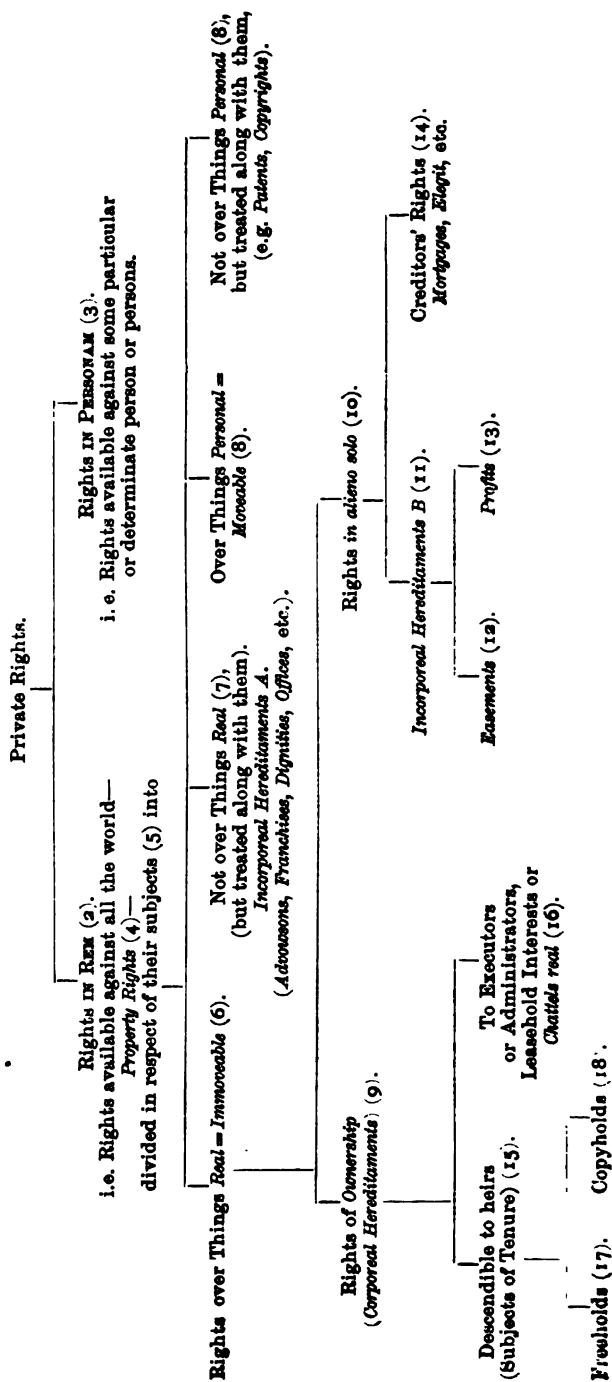 Private Rights.
Rights in Rem (2).
i.e. Rights available against all the world—
Property Rights (4)—
divided in respect of their subjects (5) into
Rights in Personam (3).
i. e. Rights available against some particular
or determinate person or persons.
Rights over Things Real = Immoveable (6).
Not over Things Real (7),
(but treated along with them).
Incorporeal Hereditaments A.
(Advowsons, Franchises, Dignities, Offices, etc.).
Over Things Personal =
Moveable (8).
Not over Things Personal (8),
but treated along with them,
(e.g. Patents, Copyrights).
Rights of Ownership
(Corporeal Hereditaments) (9).
Rights in alieno solo (10).
Incorporeal Hereditaments B (11).
Creditors' Rights (14).
Mortgages, Elegit, etc.
Easements (12).
Profits (13).
Descendible to heirs
(Subjects of Tenure) (15).
To Executors
or Administrators,
Leasehold Interests or
Chattels real (16).
Freeholds (17).
Copyholds (18).